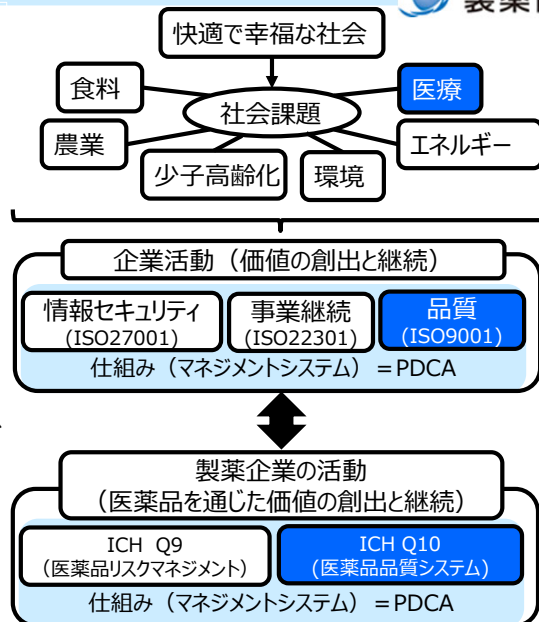 快適で幸福な社会
食料
医療
社会課題
農業
エネルギー
少子高齢化
環境
企業活動（価値の創出と継続）
情報セキュリティ
(ISO27001)
事業継続
(ISO22301)
品質
(ISO9001)
仕組み（マネジメントシステム）＝PDCA
製薬企業の活動
（医薬品を通じた価値の創出と継続）
ICH Q9
（医薬品リスクマネジメント）
ICH Q10
（医薬品品質システム）
仕組み（マネジメントシステム）＝PDCA